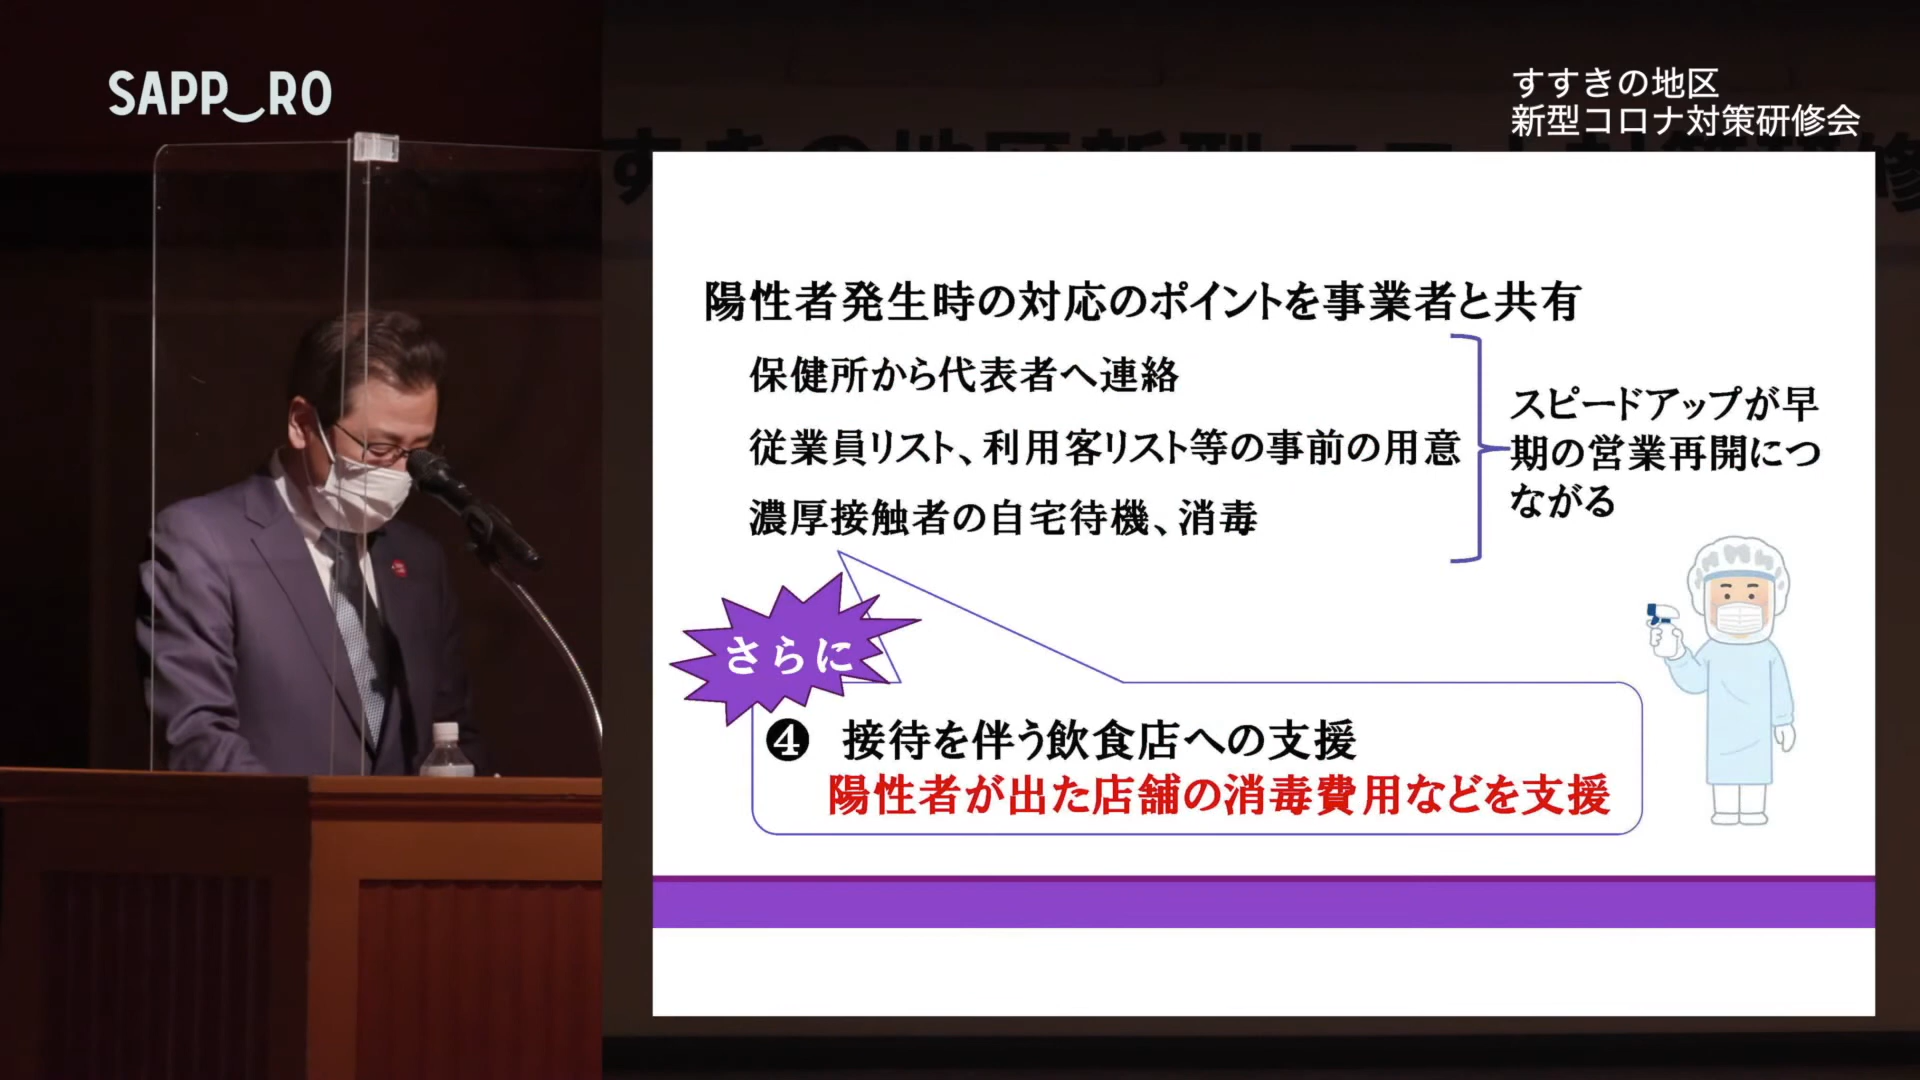 SAPP‿RO
すすきの地区
新型コロナ対策研修会
陽性者発生時の対応のポイントを事業者と共有
保健所から代表者へ連絡
従業員リスト、利用客リスト等の事前の用意
濃厚接触者の自宅待機、消毒
スピードアップが早
期の営業再開につ
ながる
さらに
❹ 接待を伴う飲食店への支援
陽性者が出た店舗の消毒費用などを支援